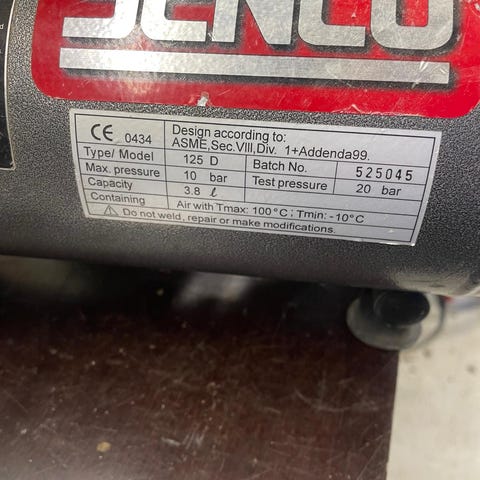 SENCO
CE 0434 Design according to:
ASME,Sec.VIII,Div. 1+Addenda99.
Type/ Model 125 D Batch No. 525045
Max. pressure 10 bar Test pressure 20 bar
Capacity 3.8 ℓ
Containing Air with Tmax: 100°C ; Tmin: -10°C
Do not weld, repair or make modifications.